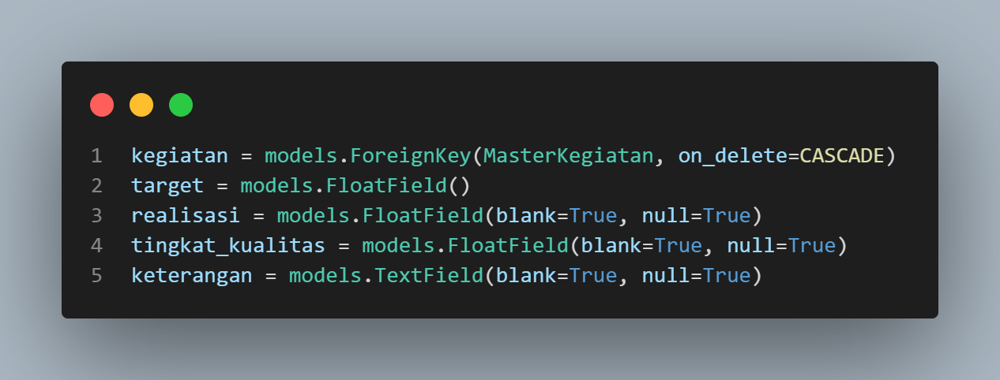 1 kegiatan = models.ForeignKey(MasterKegiatan, on_delete=CASCADE)
2 target = models.FloatField()
3 realisasi = models.FloatField(blank=True, null=True)
4 tingkat_kualitas = models.FloatField(blank=True, null=True)
5 keterangan = models.TextField(blank=True, null=True)